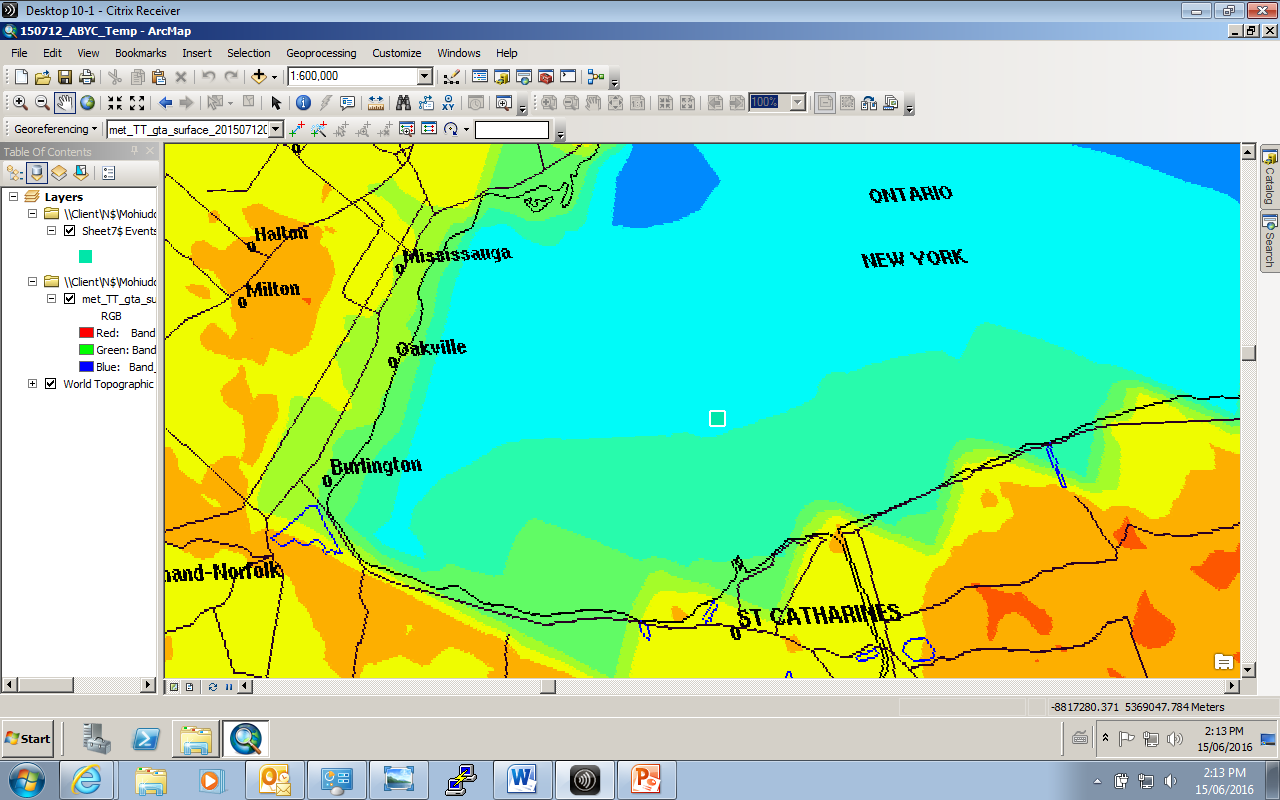 Desktop 10-1 - Citrix Receiver
150712_ABYC_Temp - ArcMap
File Edit View Bookmarks Insert Selection Geoprocessing Customize Windows Help
1:600,000
100%
Georeferencing met_TT_gta_surface_20150712
Table Of Contents
Layers
\\Client\N$\Mohiud
Sheet7$ Events
\\Client\N$\Mohiud
met_TT_gta_su
RGB
Red: Band
Green: Band
Blue: Band_
World Topographic
Catalog
Search
ONTARIO
NEW YORK
Halton
Mississauga
Milton
Oakville
Burlington
nand-Norfolk
ST CATHARINES
-8817280.371 5369047.784 Meters
Start
2:13 PM
15/06/2016
2:13 PM
15/06/2016